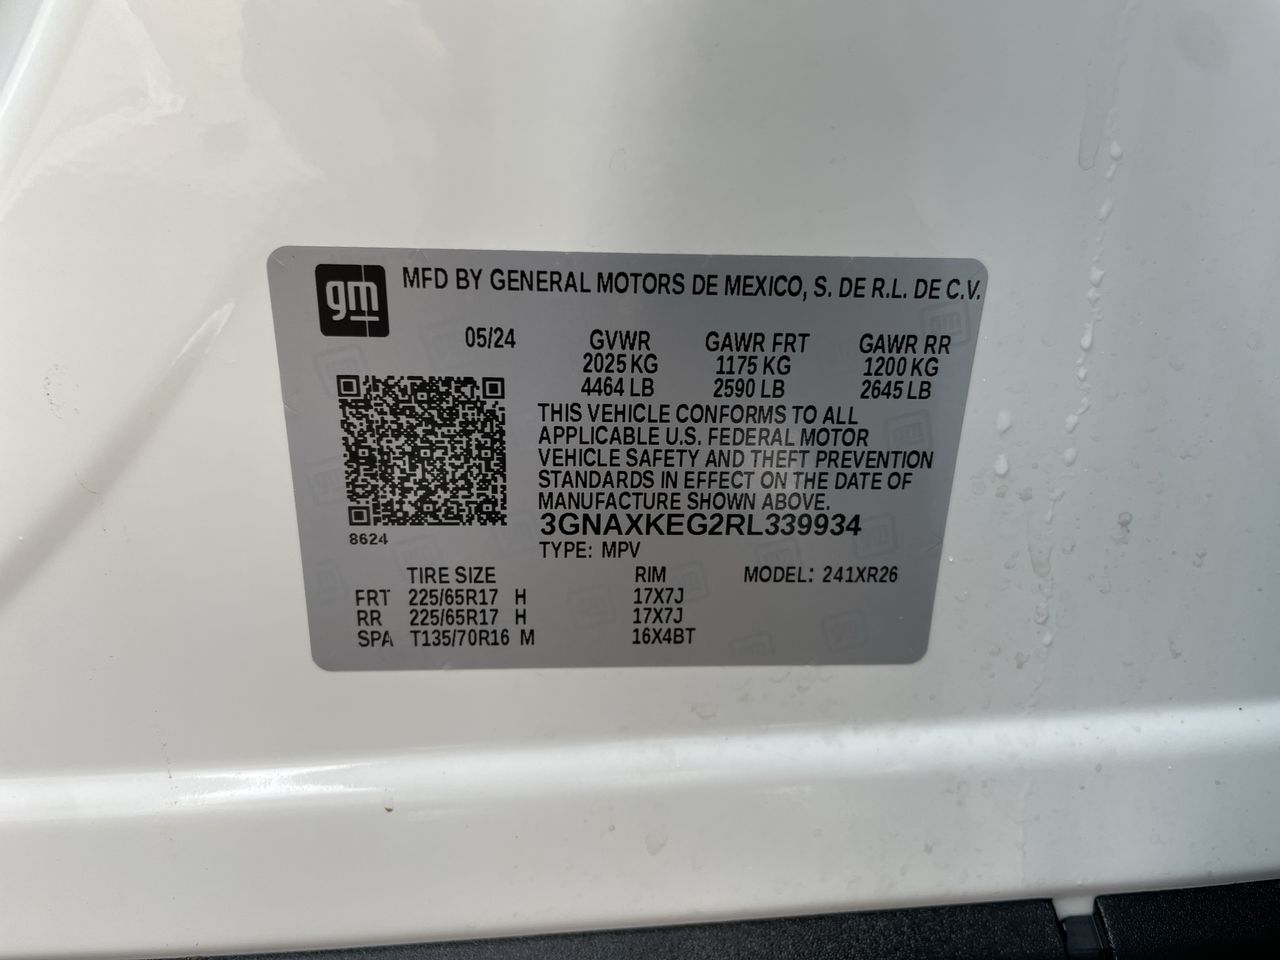 gm
MFD BY GENERAL MOTORS DE MEXICO, S. DE R.L. DE C.V.
05/24 GVWR GAWR FRT GAWR RR
2025 KG 1175 KG 1200 KG
4464 LB 2590 LB 2645 LB
THIS VEHICLE CONFORMS TO ALL
APPLICABLE U.S. FEDERAL MOTOR
VEHICLE SAFETY AND THEFT PREVENTION
STANDARDS IN EFFECT ON THE DATE OF
MANUFACTURE SHOWN ABOVE.
3GNAXKEG2RL339934
8624
TYPE: MPV
TIRE SIZE RIM MODEL: 241XR26
FRT 225/65R17 H 17X7J
RR 225/65R17 H 17X7J
SPA T135/70R16 M 16X4BT